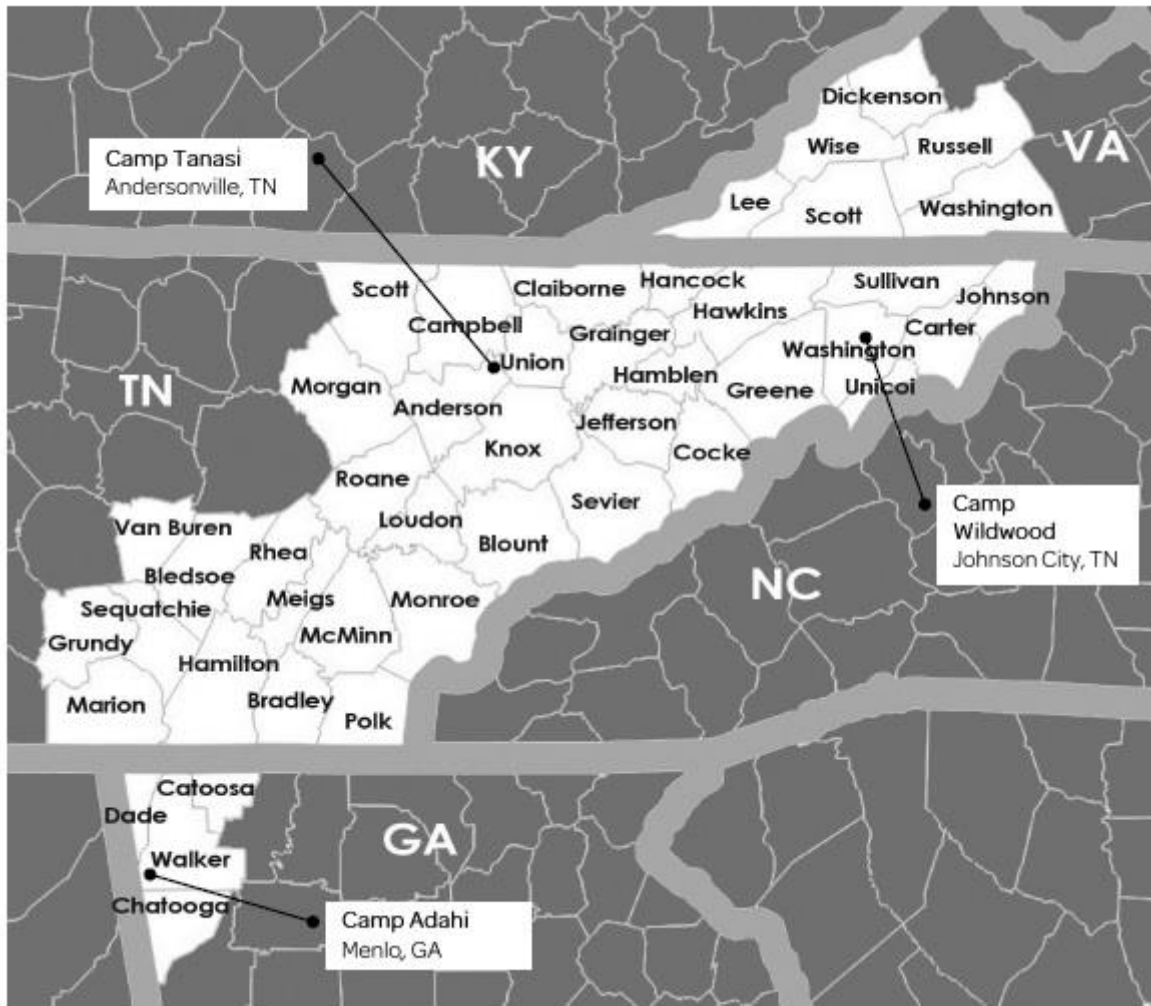 Dickenson
Camp Tanasi
Andersonville, TN
KY
Wise
Russell
VA
Lee
Scott
Washington
Scott
Claiborne
Hancock
Sullivan
Johnson
Campbell
Grainger
Hawkins
Carter
TN
Morgan
Union
Washington
Anderson
Hamblen
Greene
Unicoi
Jefferson
Knox
Cocke
Roane
Sevier
Camp
Wildwood
Johnson City, TN
Van Buren
Loudon
Rhea
Blount
Bledsoe
NC
Sequatchie
Meigs
Monroe
Grundy
McMinn
Hamilton
Marion
Bradley
Polk
Catoosa
Dade
GA
Walker
Chatooga
Camp Adahi
Menlo, GA